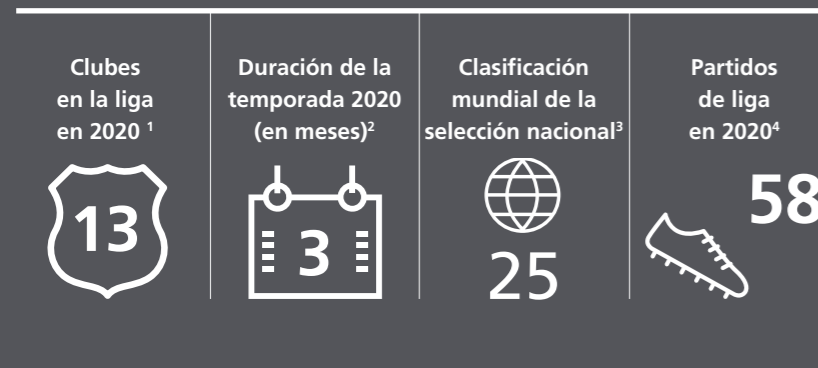 Clubes
en la liga
en 2020 ¹
13
Duración de la
temporada 2020
(en meses)²
3
Clasificación
mundial de la
selección nacional³
25
Partidos
de liga
en 2020⁴
58